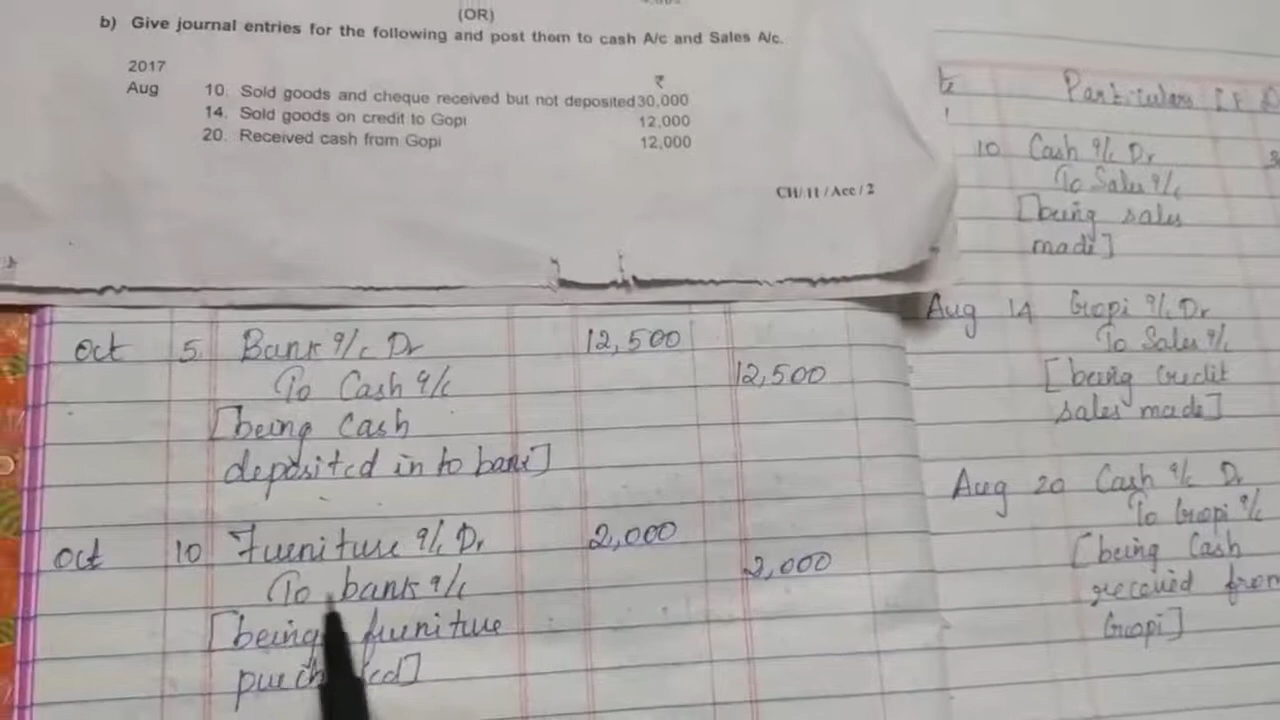 (OR)
b) Give journal entries for the following and post them to cash A/c and Sales A/c.
2017
₹
Aug 10. Sold goods and cheque received but not deposited 30,000
14. Sold goods on credit to Gopi 12,000
20. Received cash from Gopi 12,000
CH/11/Acc/2
Oct 5 Bank a/c Dr 12,500
To Cash a/c 12,500
[being Cash
deposited in to bank]
Oct 10 Furniture a/c Dr 2,000
To bank a/c 2,000
[being furniture
Particulars
10 Cash a/c Dr
To Sales a/c
[being sales
made]
Aug 14 Gopi a/c Dr
To Sales a/c
[being Credit
sales made]
Aug 20 Cash a/c Dr
To Gopi a/c
[being Cash
received from
Gopi]